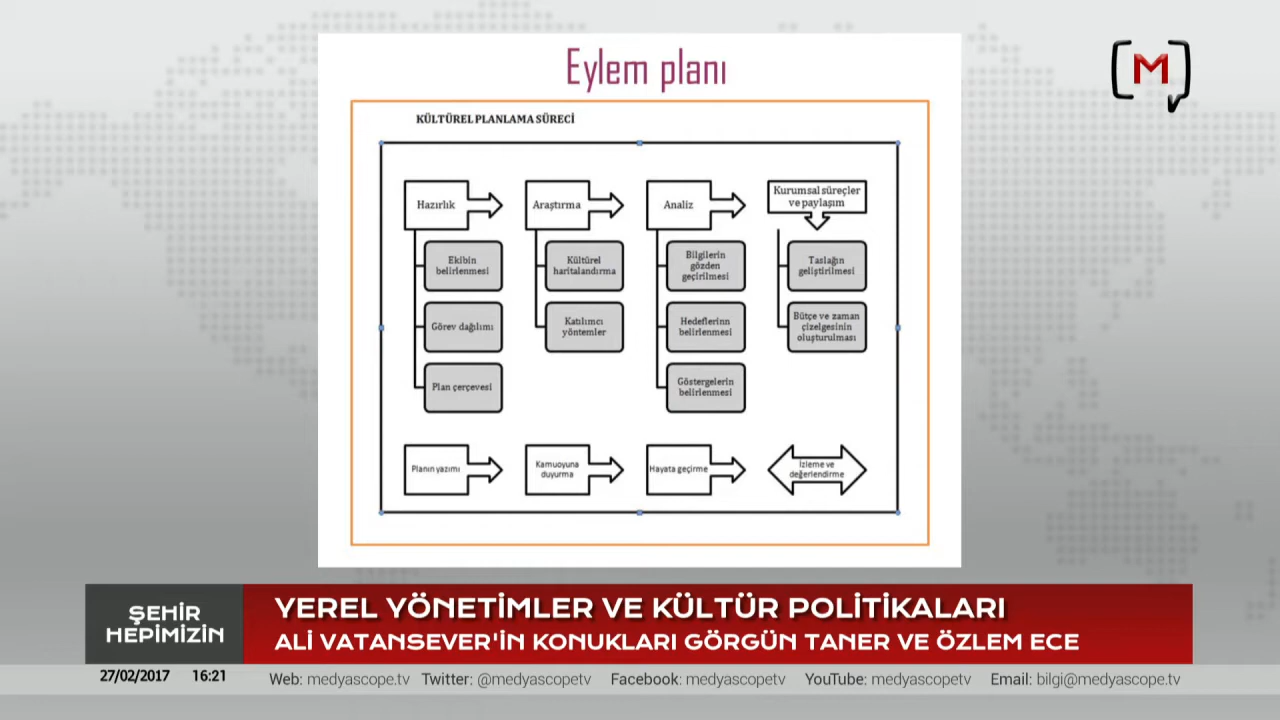 Eylem planı
M
KÜLTÜREL PLANLAMA SÜRECİ
Hazırlık
Ekibin
belirlenmesi
Görev dağılımı
Plan çerçevesi
Araştırma
Kültürel
haritalandırma
Katılımcı
yöntemler
Analiz
Bilgilerin
gözden
geçirilmesi
Hedeflerinn
belirlenmesi
Göstergelerin
belirlenmesi
Kurumsal süreçler
ve paylaşım
Taslağın
geliştirilmesi
Bütçe ve zaman
çizelgesinin
oluşturulması
Planın yazımı
Kamuoyuna
duyurma
Hayata geçirme
İzleme ve
değerlendirme
ŞEHİR
HEPİMİZİN
YEREL YÖNETİMLER VE KÜLTÜR POLİTİKALARI
ALİ VATANSEVER'İN KONUKLARI GÖRGÜN TANER VE ÖZLEM ECE
27/02/2017 16:21 Web: medyascope.tv Twitter: @medyascopetv Facebook: medyascopetv YouTube: medyascopetv Email: bilgi@medyascope.tv